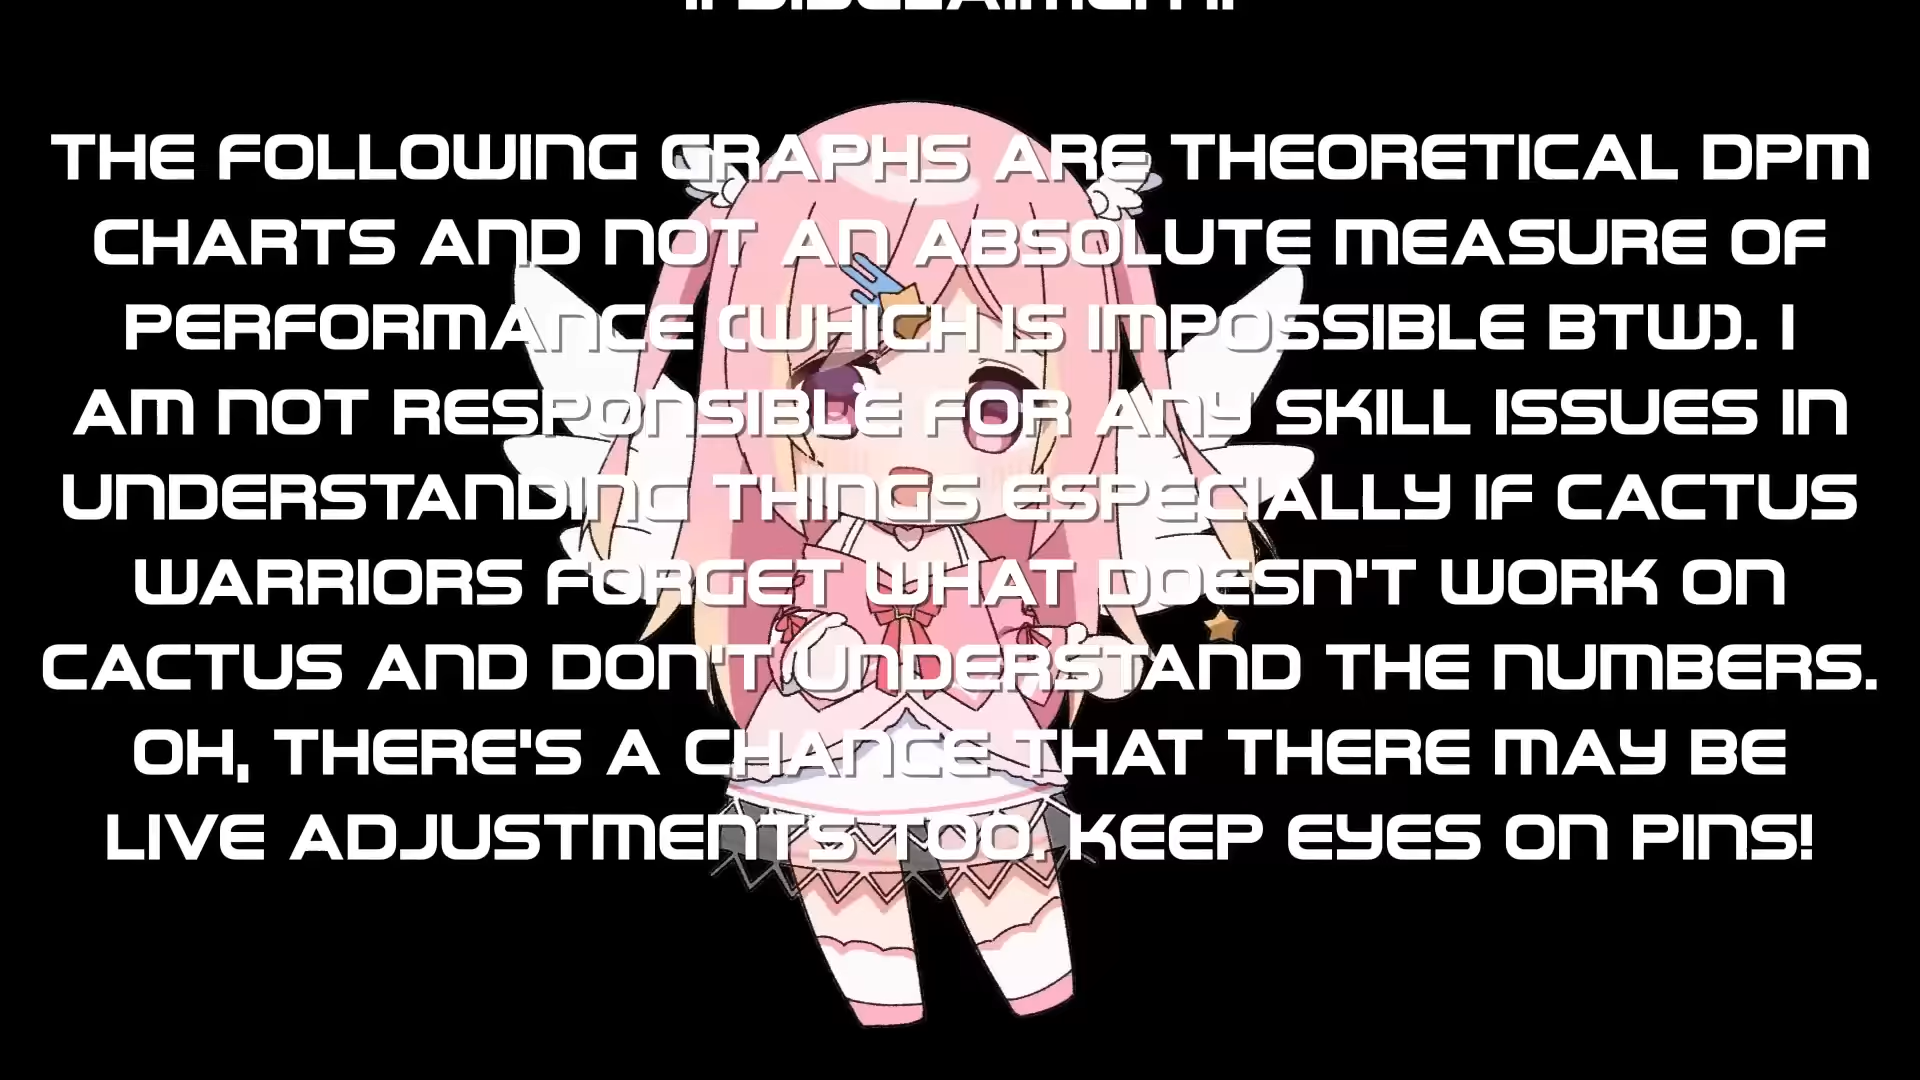 THE FOLLOWING GRAPHS ARE THEORETICAL DPM
CHARTS AND NOT AN ABSOLUTE MEASURE OF
PERFORMANCE (WHICH IS IMPOSSIBLE BTW). I
AM NOT RESPONSIBLE FOR ANY SKILL ISSUES IN
UNDERSTANDING THINGS ESPECIALLY IF CACTUS
WARRIORS FORGET WHAT DOESN'T WORK ON
CACTUS AND DON'T UNDERSTAND THE NUMBERS.
OH, THERE'S A CHANCE THAT THERE MAY BE
LIVE ADJUSTMENTS TOO. KEEP EYES ON PINS!